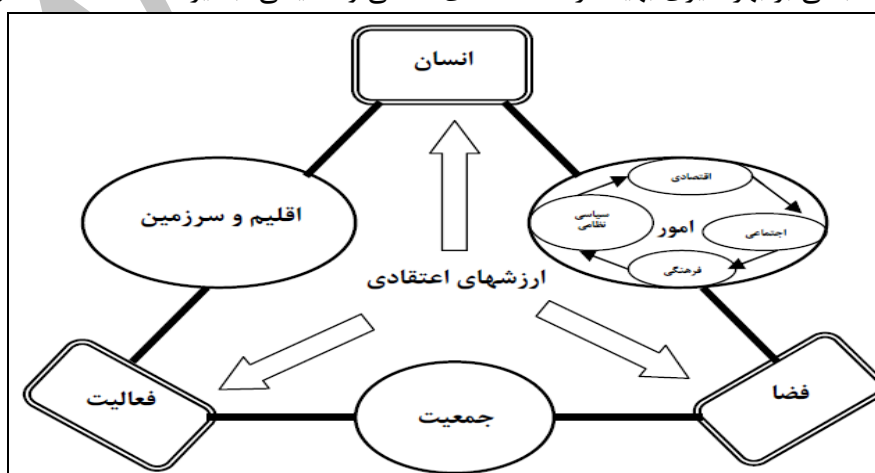 انسان
اقلیم و سرزمین
اقتصادی
سیاسی
نظامی
امور
اجتماعی
فرهنگی
ارزشهای اعتقادی
فعالیت
جمعیت
فضا